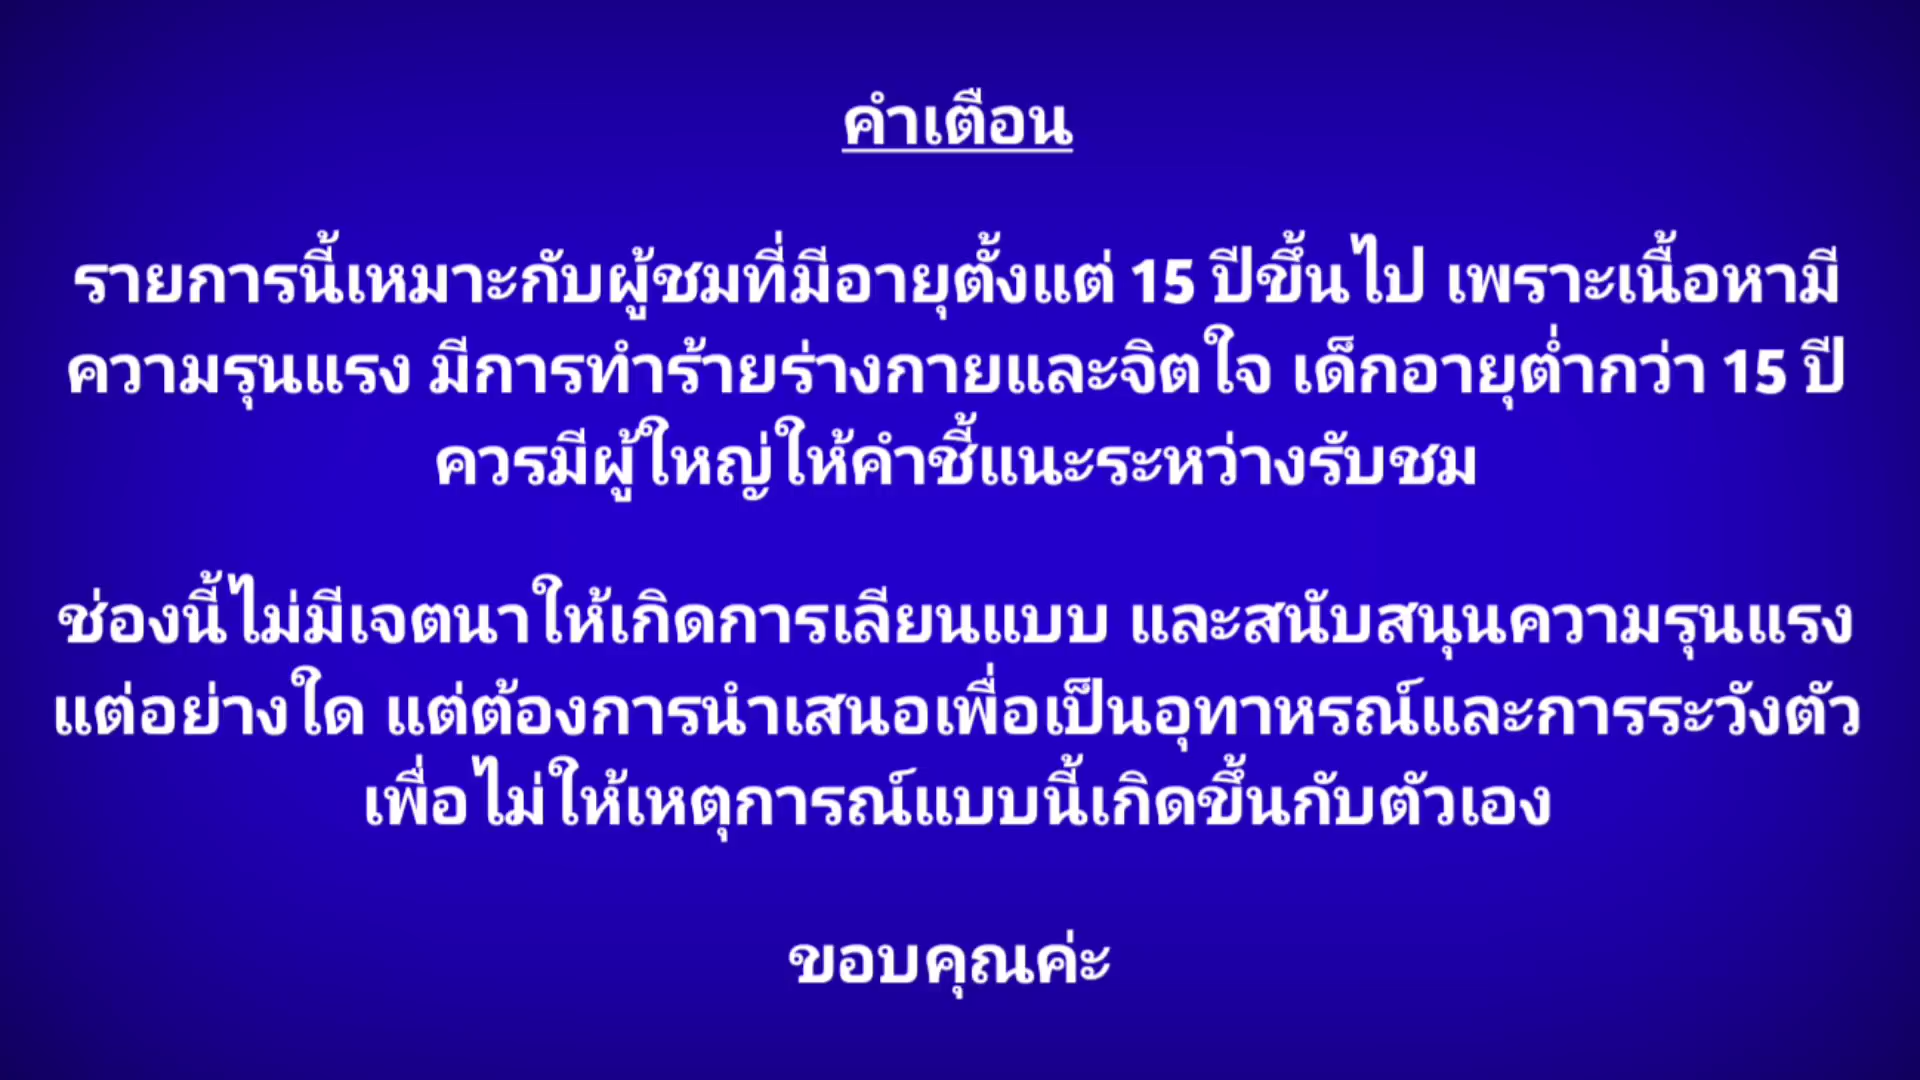 คำเตือน
รายการนี้เหมาะกับผู้ชมที่มีอายุตั้งแต่ 15 ปีขึ้นไป เพราะเนื้อหามี
ความรุนแรง มีการทำร้ายร่างกายและจิตใจ เด็กอายุต่ำกว่า 15 ปี
ควรมีผู้ใหญ่ให้คำชี้แนะระหว่างรับชม
ช่องนี้ไม่มีเจตนาให้เกิดการเลียนแบบ และสนับสนุนความรุนแรง
แต่อย่างใด แต่ต้องการนำเสนอเพื่อเป็นอุทาหรณ์และการระวังตัว
เพื่อไม่ให้เหตุการณ์แบบนี้เกิดขึ้นกับตัวเอง
ขอบคุณค่ะ